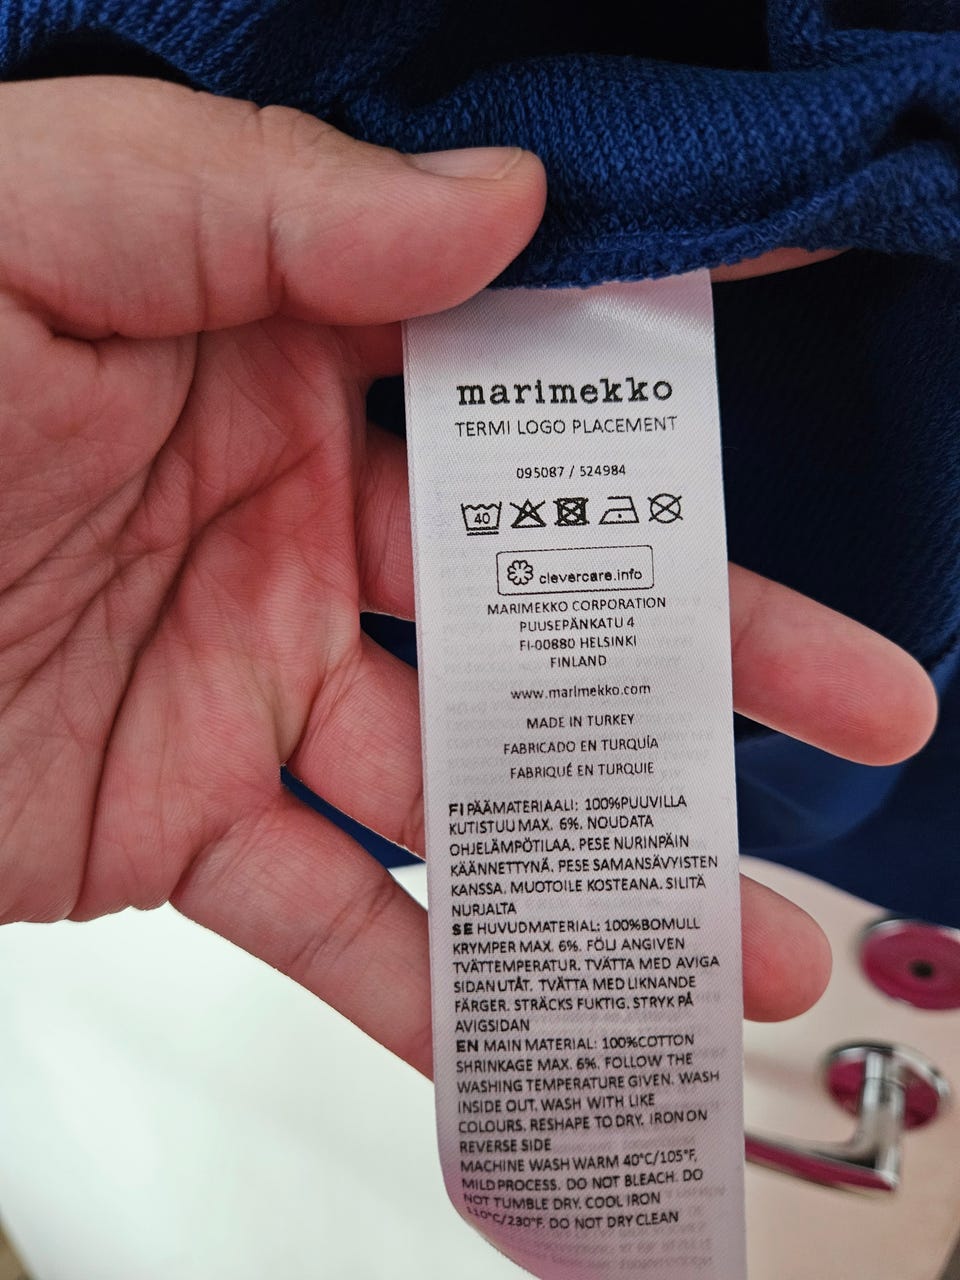 marimekko
TERMI LOGO PLACEMENT
095087 / 524984
40
clevercare.info
MARIMEKKO CORPORATION
PUUSEPÄNKATU 4
FI-00880 HELSINKI
FINLAND
www.marimekko.com
MADE IN TURKEY
FABRICADO EN TURQUÍA
FABRIQUÉ EN TURQUIE
FI PÄÄMATERIAALI: 100%PUUVILLA
KUTISTUU MAX. 6%. NOUDATA
OHJELÄMPÖTILAA. PESE NURINPÄIN
KÄÄNNETTYNÄ. PESE SAMANSÄVYISTEN
KANSSA. MUOTOILE KOSTEANA. SILITÄ
NURJALTA
SE HUVUDMATERIAL: 100%BOMULL
KRYMPER MAX. 6%. FÖLJ ANGIVEN
TVÄTTEMPERATUR. TVÄTTA MED AVIGA
SIDAN UTÅT. TVÄTTA MED LIKNANDE
FÄRGER. STRÄCKS FUKTIG. STRYK PÅ
AVIGSIDAN
EN MAIN MATERIAL: 100%COTTON
SHRINKAGE MAX. 6%. FOLLOW THE
WASHING TEMPERATURE GIVEN. WASH
INSIDE OUT. WASH WITH LIKE
COLOURS. RESHAPE TO DRY. IRON ON
REVERSE SIDE
MACHINE WASH WARM 40°C/105°F,
MILD PROCESS. DO NOT BLEACH. DO
NOT TUMBLE DRY. COOL IRON
110°C/230°F. DO NOT DRY CLEAN